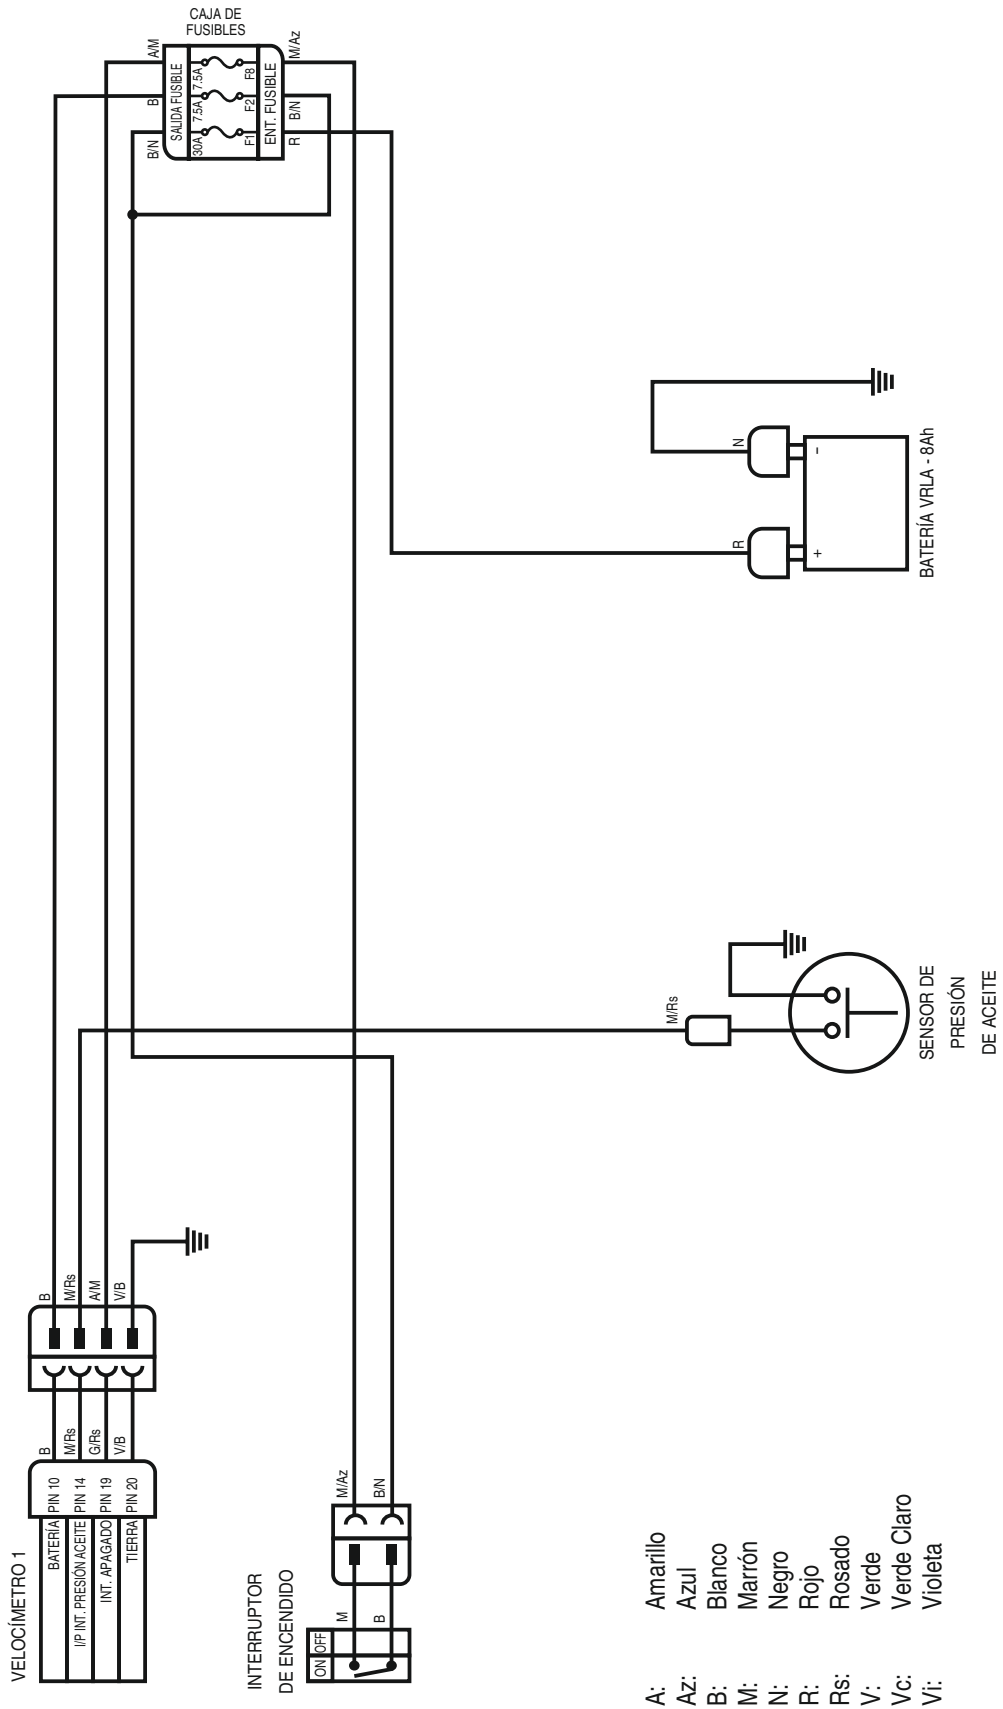 CAJA DE
FUSIBLES
A/M
B
B/N
SALIDA FUSIBLE
7.5A
7.5A
30A
F8
F2
F1
ENT. FUSIBLE
M/Az
B/N
R
N
R
-
+
BATERÍA VRLA - 8Ah
M/Rs
SENSOR DE
PRESIÓN
DE ACEITE
VELOCÍMETRO 1
BATERÍA
I/P INT. PRESIÓN ACEITE
INT. APAGADO
TIERRA
PIN 10
PIN 14
PIN 19
PIN 20
B
M/Rs
G/Rs
V/B
B
M/Rs
A/M
V/B
INTERRUPTOR
DE ENCENDIDO
ON
OFF
M
B
M/Az
B/N
A: Amarillo
Az: Azul
B: Blanco
M: Marrón
N: Negro
R: Rojo
Rs: Rosado
V: Verde
Vc: Verde Claro
Vi: Violeta